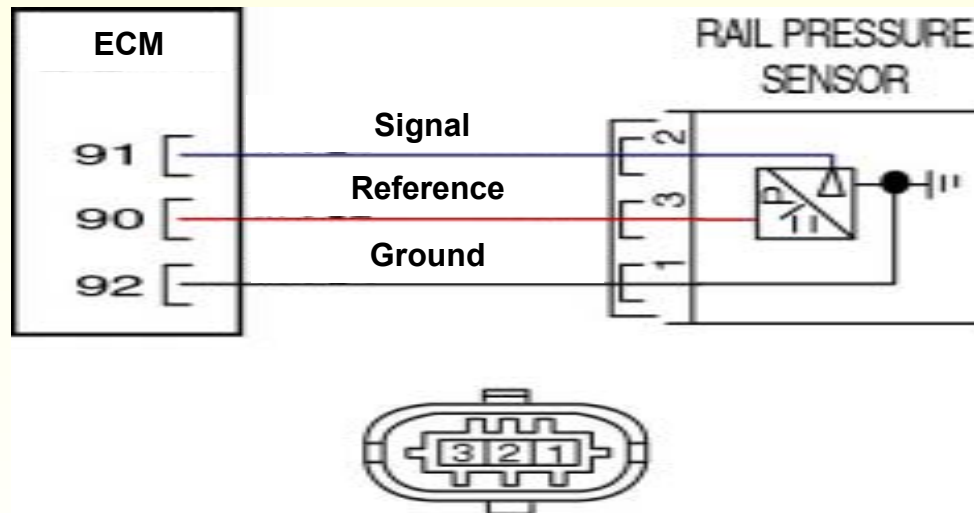 ECM
RAIL PRESSURE
SENSOR
Signal
91
2
Reference
90
3
P
Ground
92
1
3 2 1